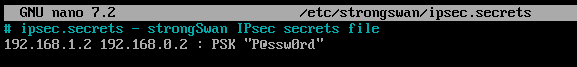 GNU nano 7.2 /etc/strongswan/ipsec.secrets
# ipsec.secrets - strongSwan IPsec secrets file
192.168.1.2 192.168.0.2 : PSK "P@ssw0rd"